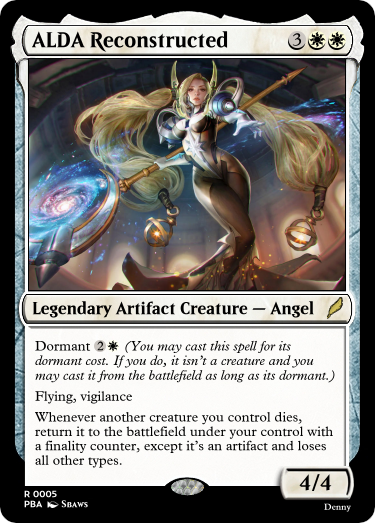 ALDA Reconstructed 3
Legendary Artifact Creature — Angel
Dormant 2 (You may cast this spell for its
dormant cost. If you do, it isn't a creature and you
may cast it from the battlefield as long as its dormant.)
Flying, vigilance
Whenever another creature you control dies,
return it to the battlefield under your control with
a finality counter, except it's an artifact and loses
all other types.
4/4
R 0005
PBA Sbaws
Denny